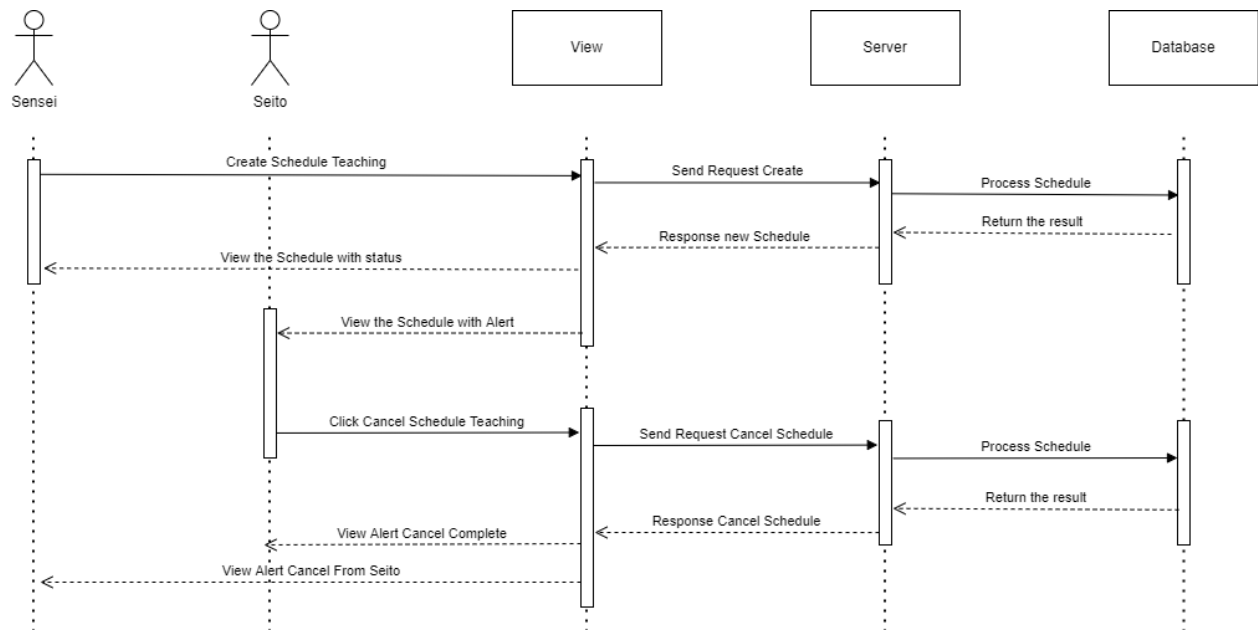 Sensei
Seito
View
Server
Database
Create Schedule Teaching
Send Request Create
Process Schedule
Return the result
Response new Schedule
View the Schedule with status
View the Schedule with Alert
Click Cancel Schedule Teaching
Send Request Cancel Schedule
Process Schedule
Return the result
Response Cancel Schedule
View Alert Cancel Complete
View Alert Cancel From Seito